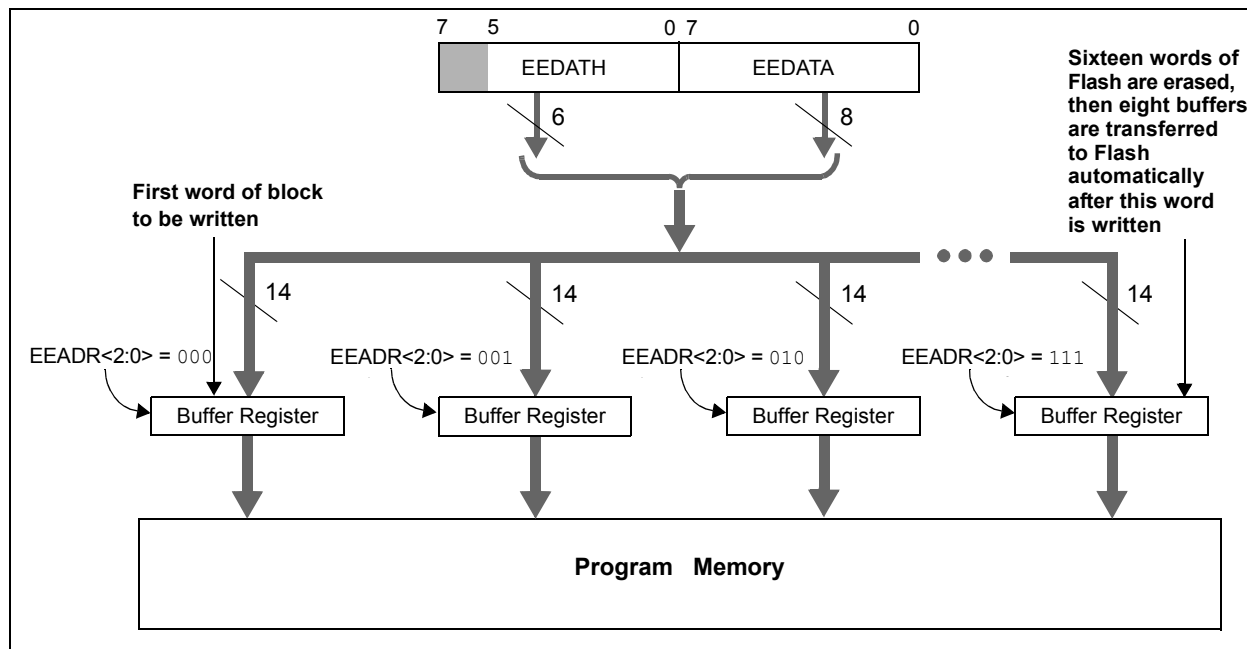 7 5 0 7 0
EEDATH EEDATA
6 8
Sixteen words of
Flash are erased,
then eight buffers
are transferred
to Flash
automatically
after this word
is written
First word of block
to be written
14 14 14 14
EEADR<2:0> = 000 EEADR<2:0> = 001 EEADR<2:0> = 010 EEADR<2:0> = 111
Buffer Register Buffer Register Buffer Register Buffer Register
Program Memory